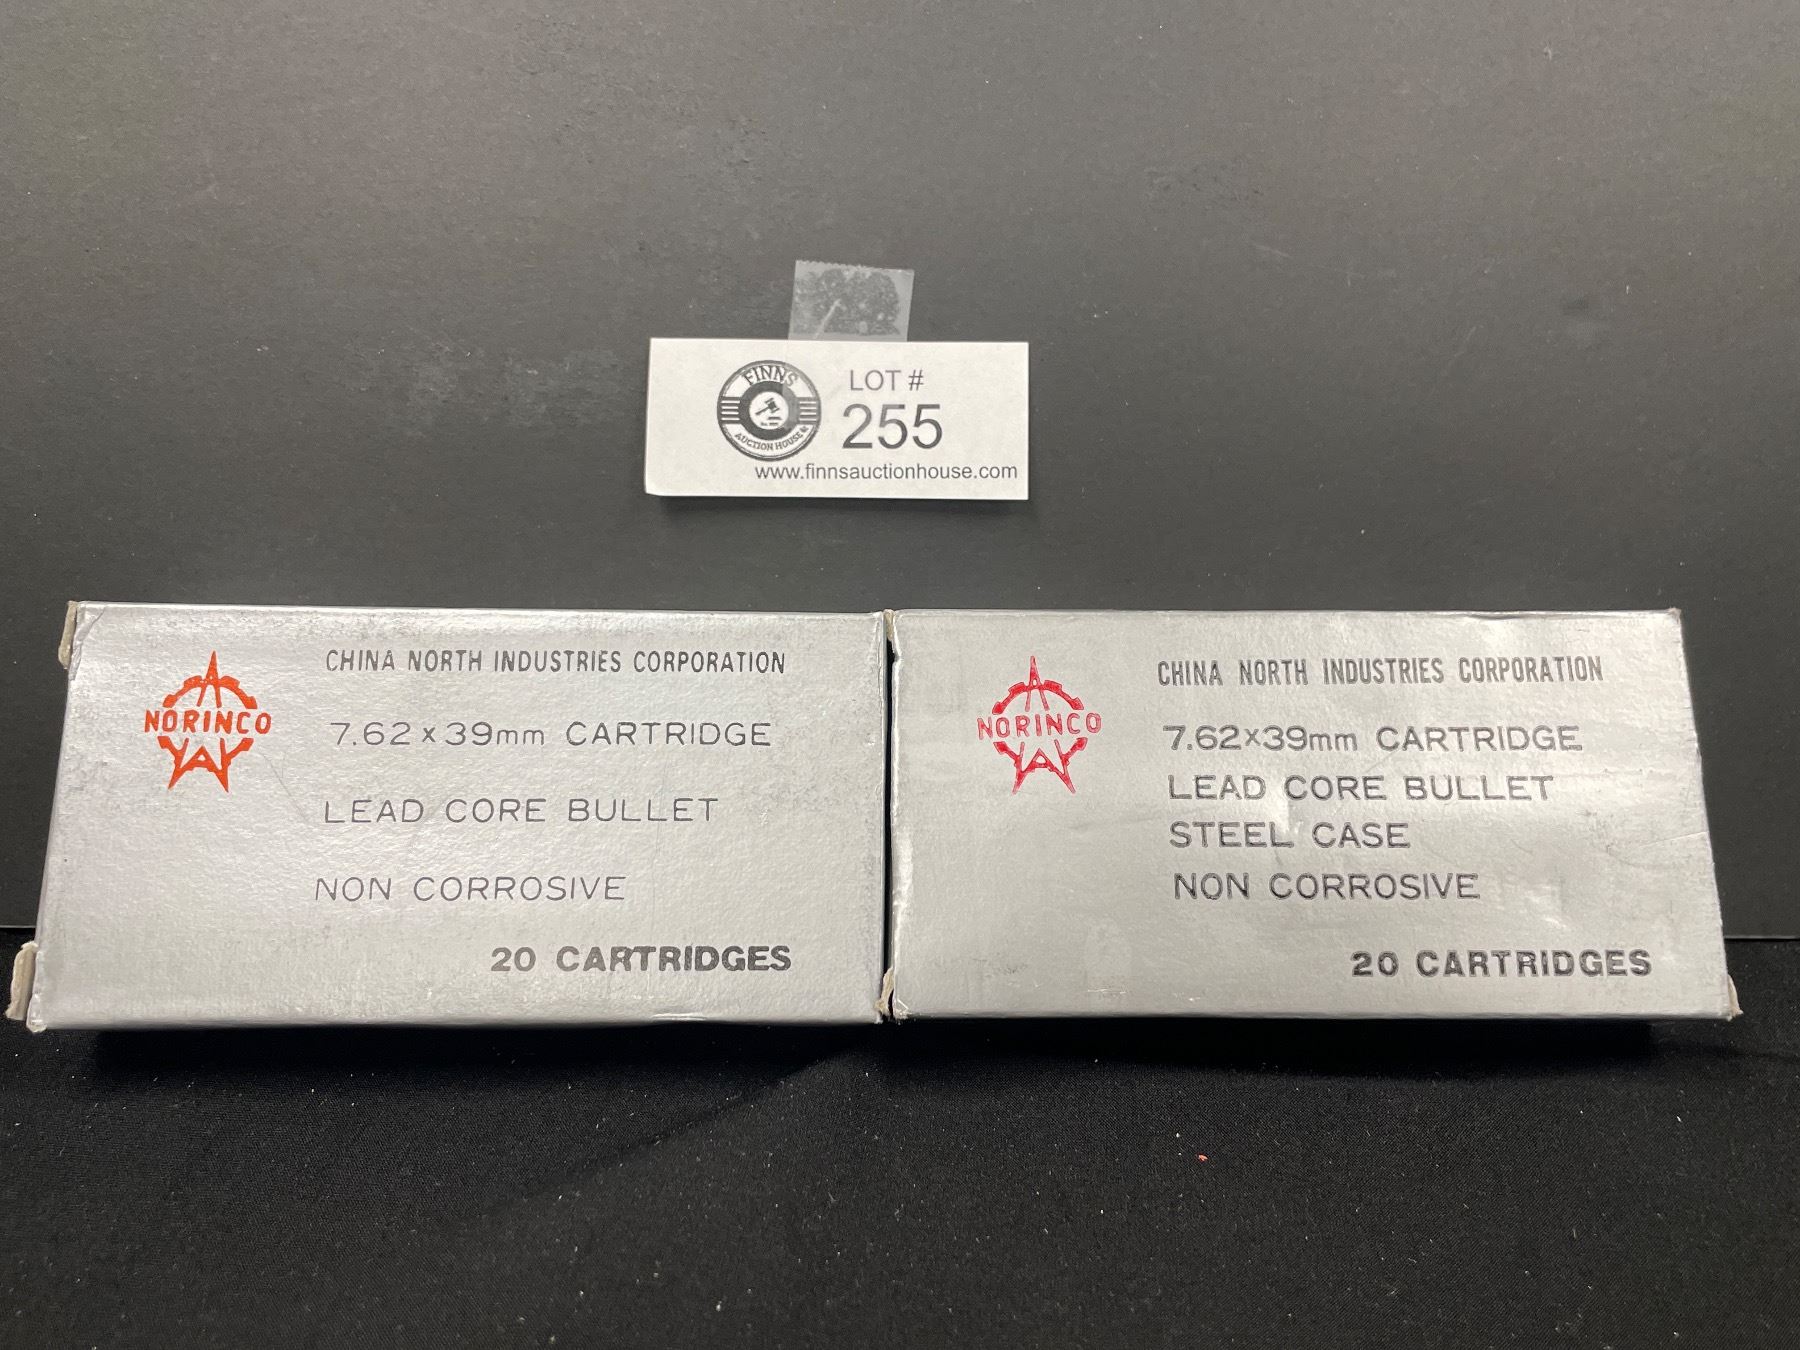 FINNS
AUCTION HOUSE
LOT #
255
www.finnsauctionhouse.com
NORINCO
CHINA NORTH INDUSTRIES CORPORATION
7.62 x 39mm CARTRIDGE
LEAD CORE BULLET
NON CORROSIVE
20 CARTRIDGES
NORINCO
CHINA NORTH INDUSTRIES CORPORATION
7.62x39mm CARTRIDGE
LEAD CORE BULLET
STEEL CASE
NON CORROSIVE
20 CARTRIDGES